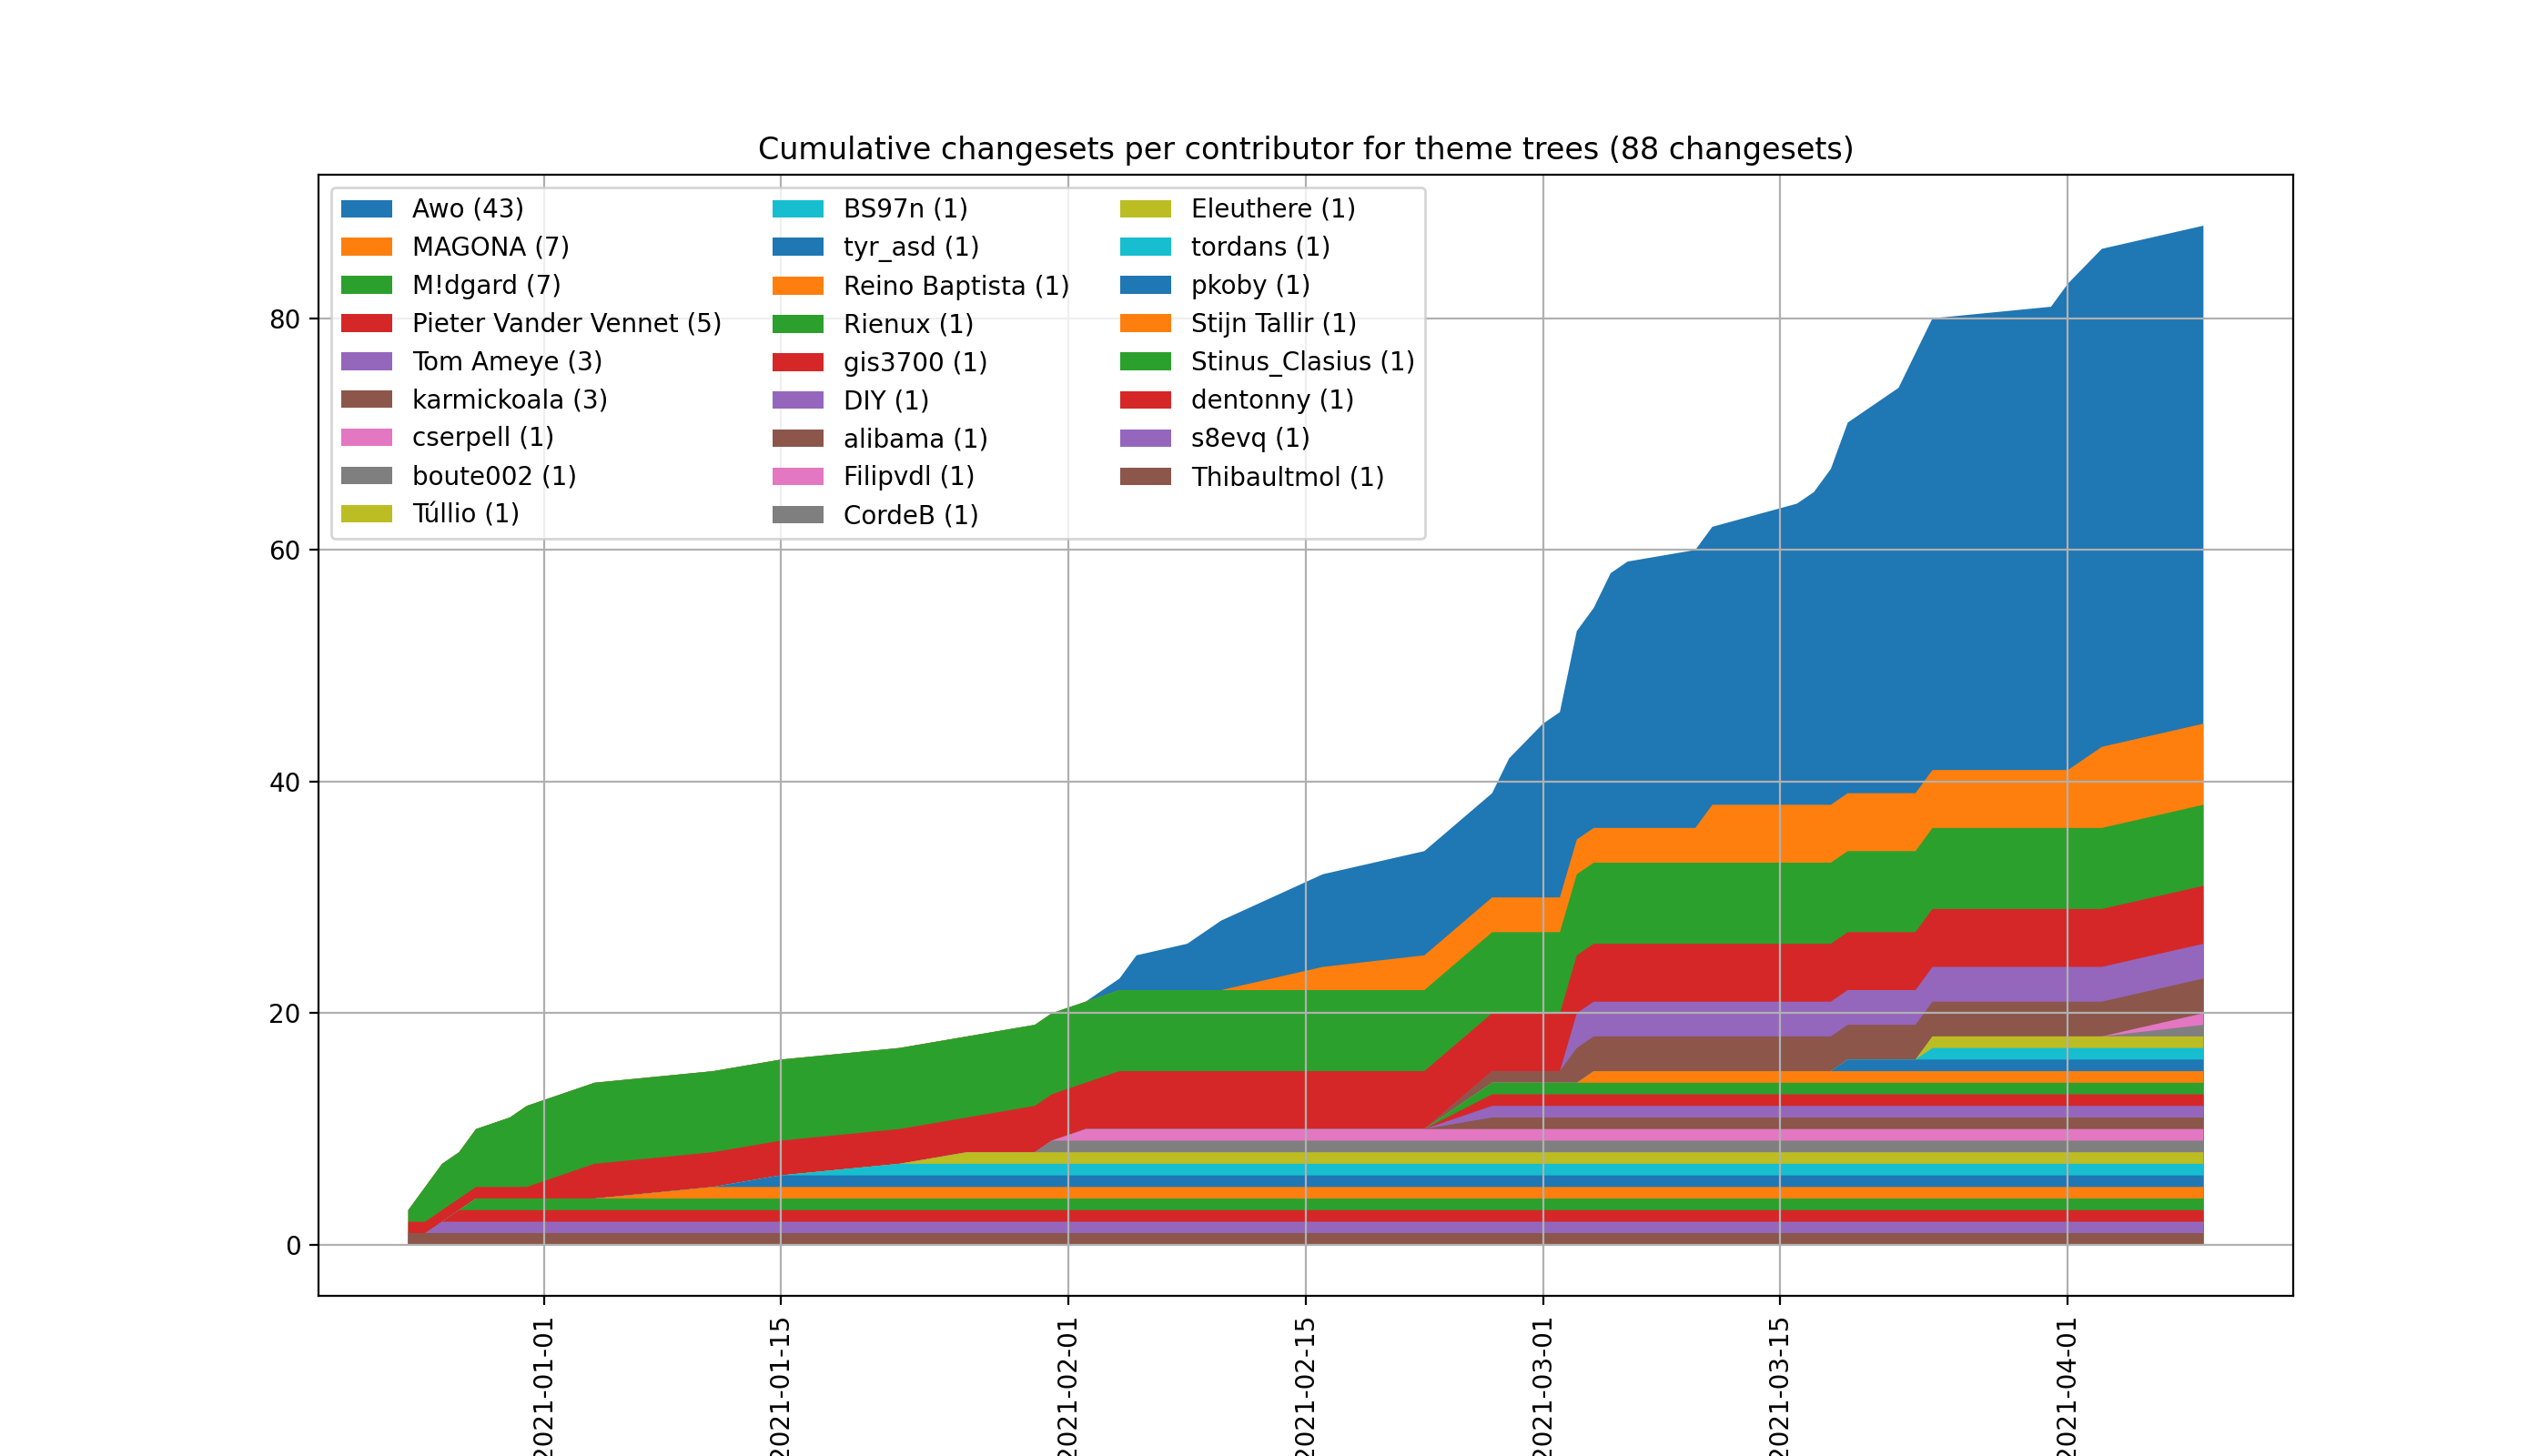 Cumulative changesets per contributor for theme trees (88 changesets)
Awo (43)
MAGONA (7)
M!dgard (7)
Pieter Vander Vennet (5)
Tom Ameye (3)
karmickoala (3)
cserpell (1)
boute002 (1)
Túllio (1)
BS97n (1)
tyr_asd (1)
Reino Baptista (1)
Rienux (1)
gis3700 (1)
DIY (1)
alibama (1)
Filipvdl (1)
CordeB (1)
Eleuthere (1)
tordans (1)
pkoby (1)
Stijn Tallir (1)
Stinus_Clasius (1)
dentonny (1)
s8evq (1)
Thibaultmol (1)
80
60
40
20
0
2021-01-01
2021-01-15
2021-02-01
2021-02-15
2021-03-01
2021-03-15
2021-04-01